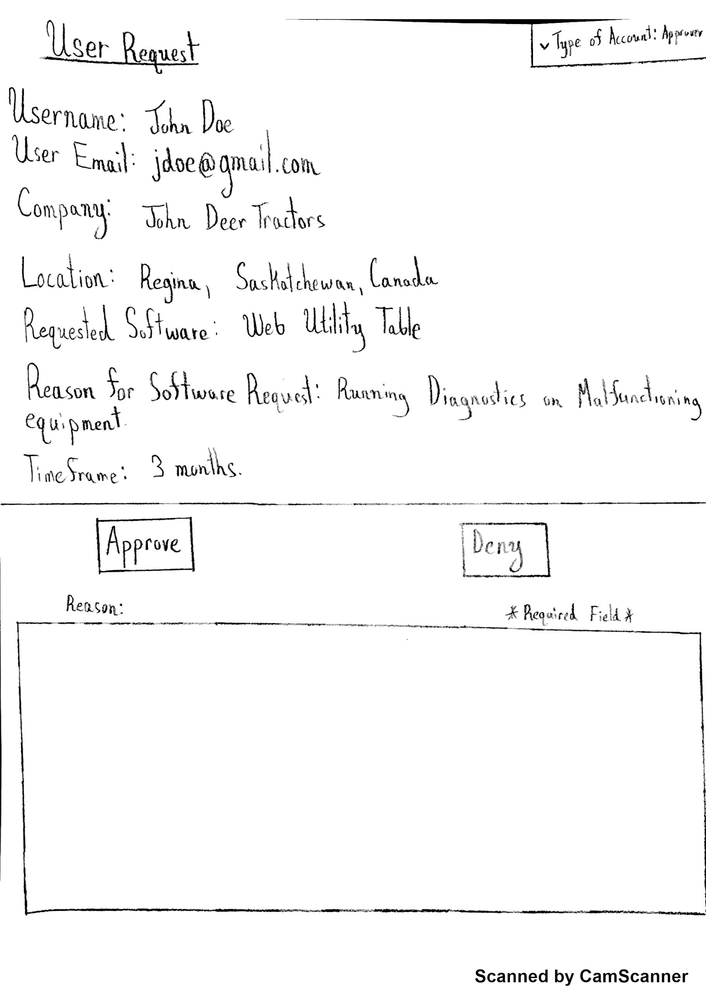 User Request
v Type of Account: Approver
Username: John Doe
User Email: jdoe@gmail.com
Company: John Deer Tractors
Location: Regina, Saskatchewan, Canada
Requested Software: Web Utility Table
Reason for Software Request: Running Diagnostics on Malfunctioning
equipment.
Timeframe: 3 months.
Approve
Deny
Reason:
* Required Field *
Scanned by CamScanner